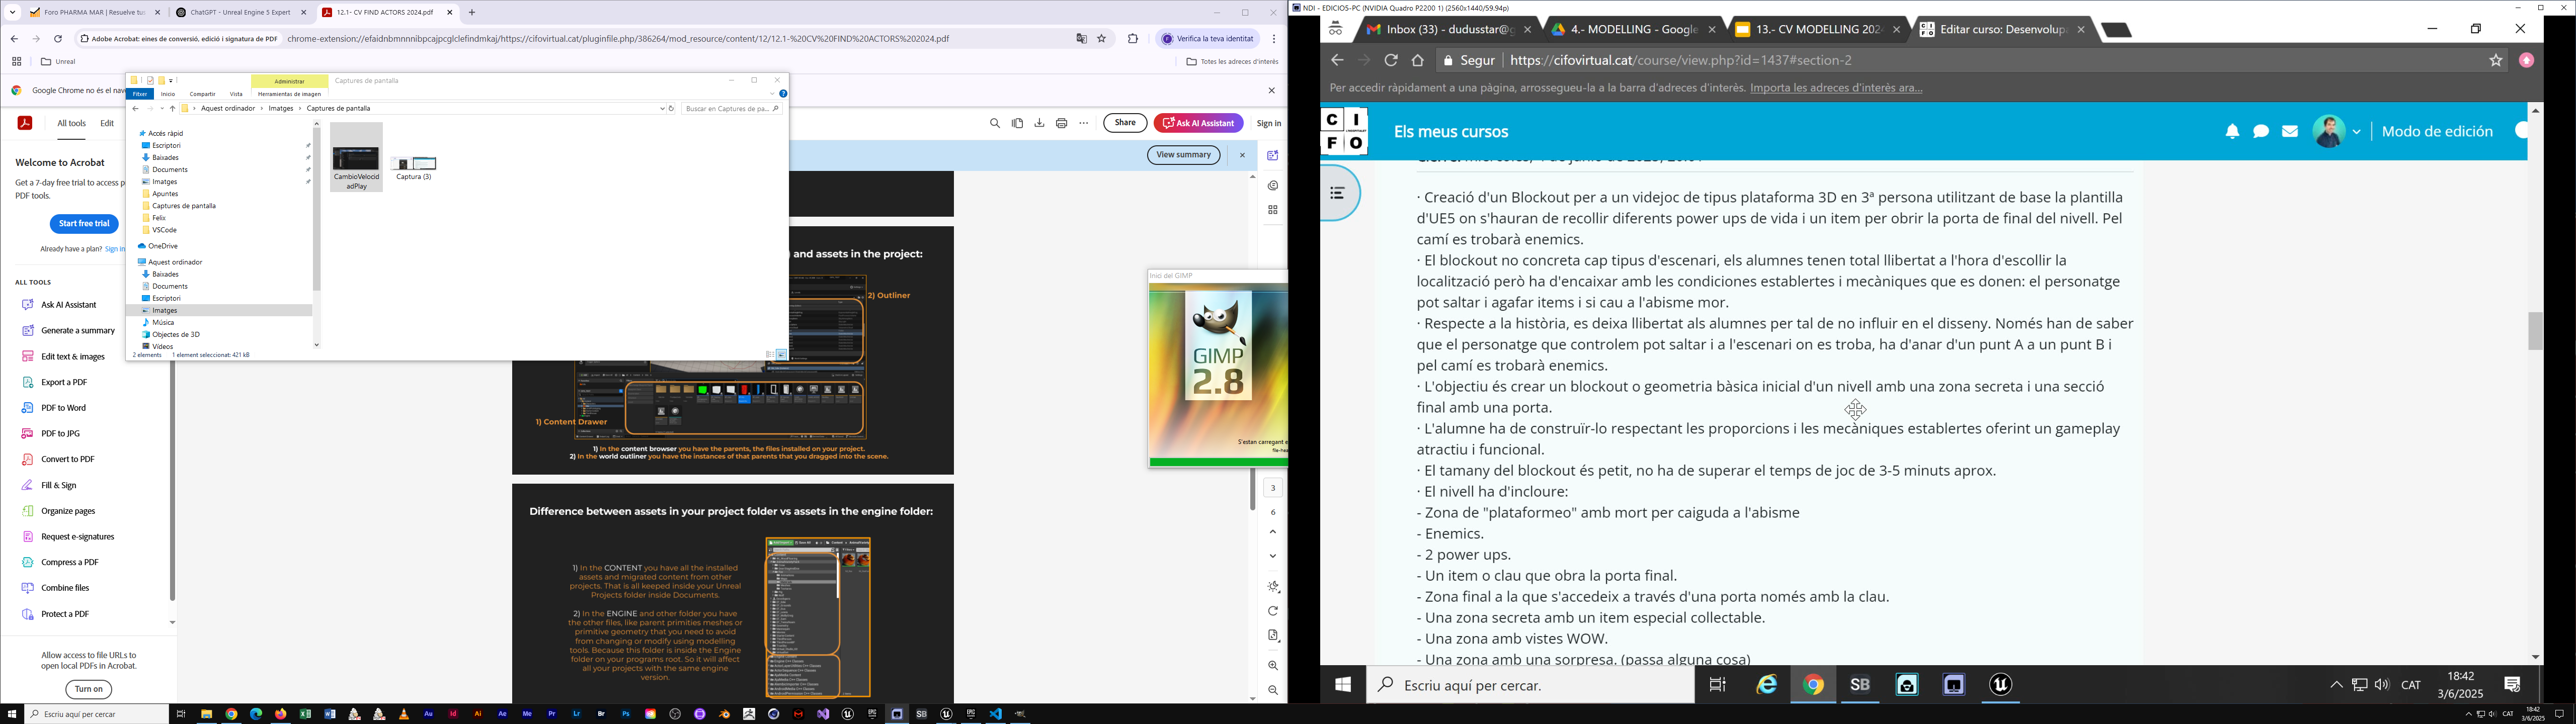 Foro PHARMA MAR | Resuelve tus
ChatGPT - Unreal Engine 5 Expert
12.1- CV FIND ACTORS 2024.pdf
Adobe Acrobat: eines de conversió, edició i signatura de PDF
chrome-extension://efaidnbmnnnibpcajpcglclefindmkaj/https://cifovirtual.cat/pluginfile.php/386264/mod_resource/content/12/12.1-%20CV%20FIND%20ACTORS%202024.pdf
Verifica la teva identitat
Unreal
Totes les adreces d'interès
Google Chrome no és el nav
Administrar
Captures de pantalla
Fitxer
Inicio
Compartir
Vista
Herramientas de imagen
Aquest ordinador
Imatges
Captures de pantalla
Buscar en Captures de pa...
Accés ràpid
Escriptori
Baixades
Documents
Imatges
Apuntes
Captures de pantalla
Felix
VSCode
OneDrive
Aquest ordinador
Baixades
Documents
Escriptori
Imatges
Música
Objectes de 3D
Vídeos
CambioVelocid
adPlay
Captura (3)
2 elements
1 element seleccionat: 421 kB
All tools
Edit
Share
Ask AI Assistant
Sign in
Welcome to Acrobat
Get a 7-day free trial to access p
PDF tools.
Start free trial
Already have a plan? Sign in
ALL TOOLS
Ask AI Assistant
Generate a summary
Edit text & images
Export a PDF
PDF to Word
PDF to JPG
Convert to PDF
Fill & Sign
Organize pages
Request e-signatures
Compress a PDF
Combine files
Protect a PDF
Allow access to file URLs to
open local PDFs in Acrobat.
Turn on
View summary
and assets in the project:
2) Outliner
1) Content Drawer
1) In the content browser you have the parents, the files installed on your project.
2) In the world outliner you have the instances of that parents that you dragged into the scene.
Difference between assets in your project folder vs assets in the engine folder:
1) In the CONTENT you have all the installed
assets and migrated content from other
projects. That is all keeped inside your Unreal
Projects folder inside Documents.
2) In the ENGINE and other folder you have
the other files, like parent primities meshes or
primitive geometry that you need to avoid
from changing or modify using modelling
tools. Because this folder is inside the Engine
folder on your programs root. So it will affect
all your projects with the same engine
version.
3
6
Inici del GIMP
GIMP
2.8
S'estan carregant e
Escriu aquí per cercar
18:42
3/6/2025
CAT
NDI - EDICIO5-PC (NVIDIA Quadro P2200 1) (2560x1440/59.94p)
Inbox (33) - dudusstar@g
4.- MODELLING - Google
13.- CV MODELLING 202
Editar curso: Desenvolup
Segur
https://cifovirtual.cat/course/view.php?id=1437#section-2
Per accedir ràpidament a una pàgina, arrossegueu-la a la barra d'adreces d'interès. Importa les adreces d'interès ara...
CI
FO
Els meus cursos
Modo de edición
· Creació d'un Blockout per a un videjoc de tipus plataforma 3D en 3ª persona utilitzant de base la plantilla
d'UE5 on s'hauran de recollir diferents power ups de vida i un item per obrir la porta de final del nivell. Pel
camí es trobarà enemics.
· El blockout no concreta cap tipus d'escenari, els alumnes tenen total llibertat a l'hora d'escollir la
localització però ha d'encaixar amb les condiciones establertes i mecàniques que es donen: el personatge
pot saltar i agafar items i si cau a l'abisme mor.
· Respecte a la història, es deixa llibertat als alumnes per tal de no influir en el disseny. Només han de saber
que el personatge que controlem pot saltar i a l'escenari on es troba, ha d'anar d'un punt A a un punt B i
pel camí es trobarà enemics.
· L'objectiu és crear un blockout o geometria bàsica inicial d'un nivell amb una zona secreta i una secció
final amb una porta.
· L'alumne ha de construïr-lo respectant les proporcions i les mecàniques establertes oferint un gameplay
atractiu i funcional.
· El tamany del blockout és petit, no ha de superar el temps de joc de 3-5 minuts aprox.
· El nivell ha d'incloure:
- Zona de "plataformeo" amb mort per caiguda a l'abisme
- Enemics.
- 2 power ups.
- Un item o clau que obra la porta final.
- Zona final a la que s'accedeix a través d'una porta només amb la clau.
- Una zona secreta amb un item especial collectable.
- Una zona amb vistes WOW.
- Una zona amb una sorpresa. (passa alguna cosa)
Escriu aquí per cercar.
CAT
18:42
3/6/2025